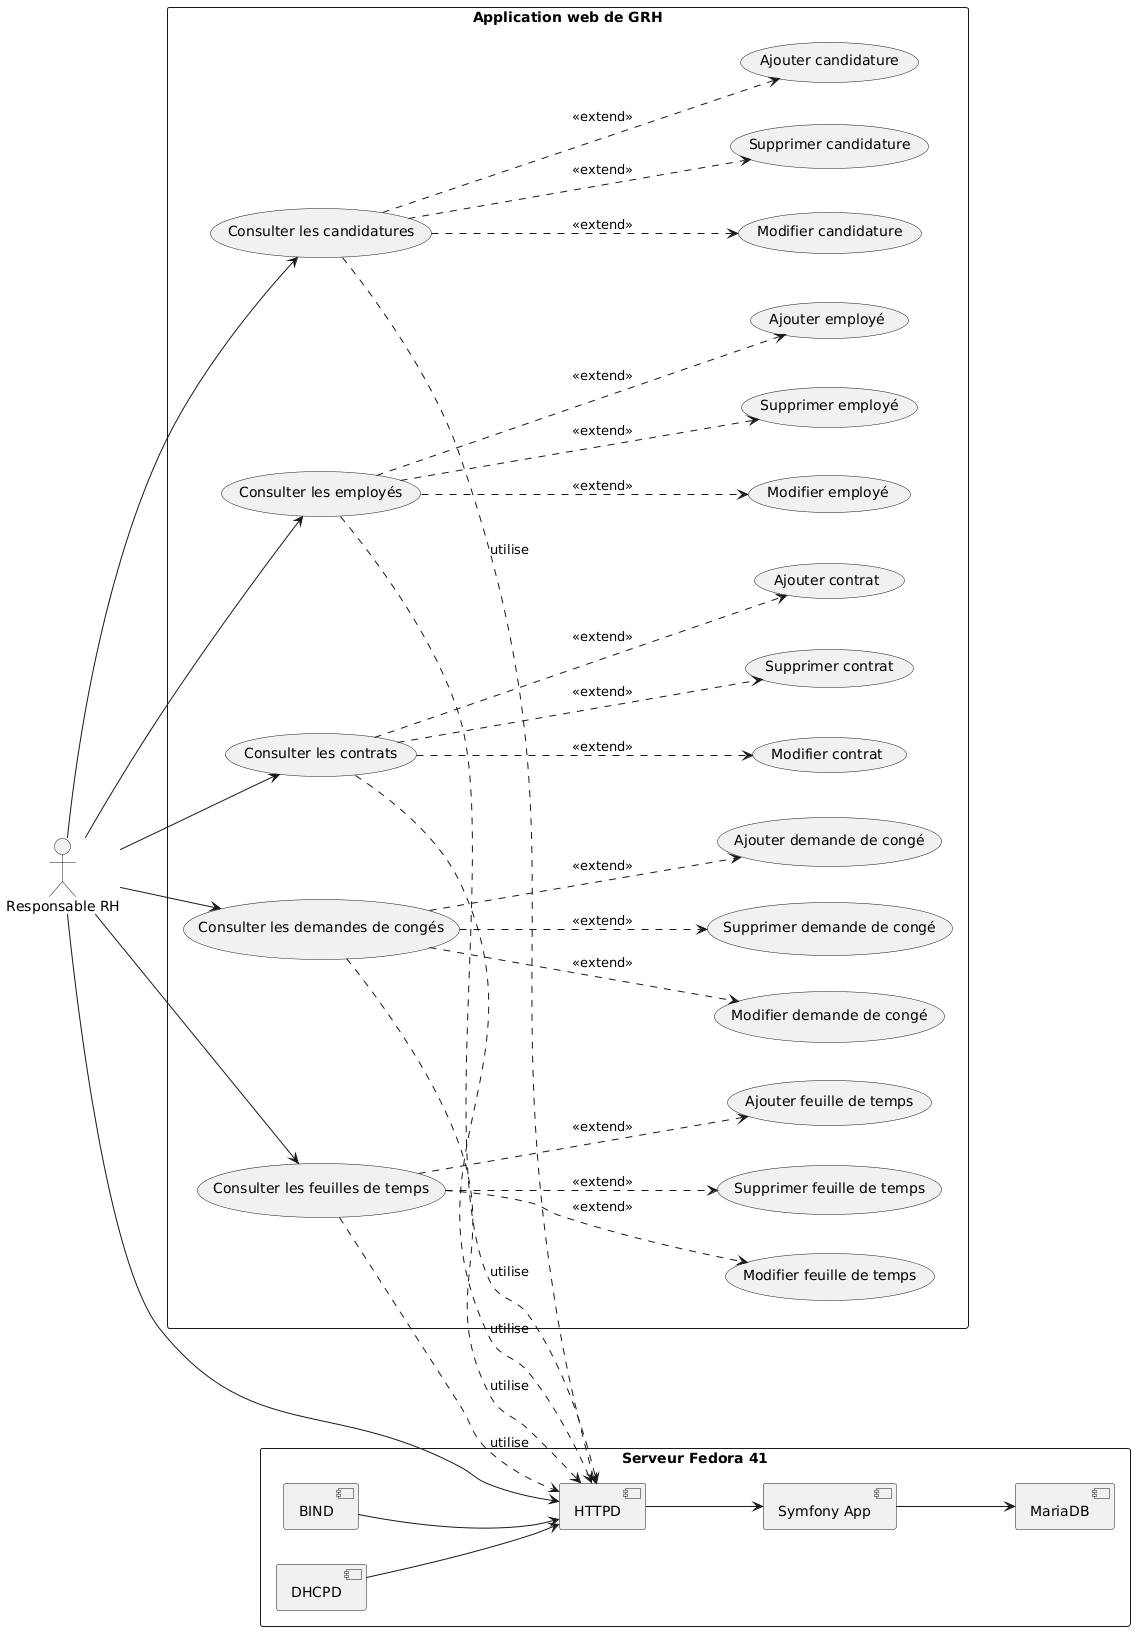 Application web de GRH
Ajouter candidature
«extend»
Supprimer candidature
«extend»
Consulter les candidatures
«extend»
Modifier candidature
Ajouter employé
«extend»
Supprimer employé
«extend»
Consulter les employés
«extend»
Modifier employé
utilise
Ajouter contrat
«extend»
Supprimer contrat
«extend»
Consulter les contrats
«extend»
Modifier contrat
Ajouter demande de congé
«extend»
Responsable RH
Consulter les demandes de congés
«extend»
Supprimer demande de congé
«extend»
Modifier demande de congé
Ajouter feuille de temps
«extend»
Consulter les feuilles de temps
«extend»
Supprimer feuille de temps
«extend»
Modifier feuille de temps
utilise
utilise
utilise
utilise
Serveur Fedora 41
BIND
HTTPD
Symfony App
MariaDB
DHCPD